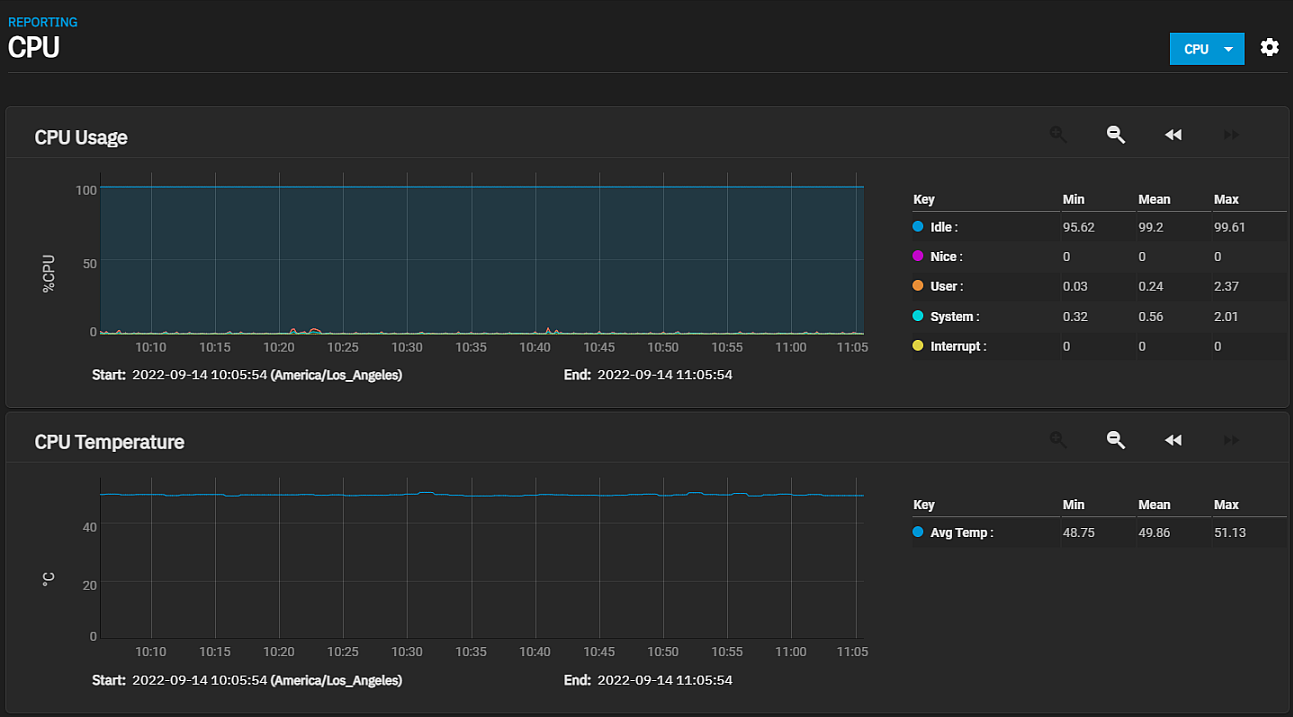 REPORTING
CPU
CPU
CPU Usage
100
50
0
%CPU
10:10 10:15 10:20 10:25 10:30 10:35 10:40 10:45 10:50 10:55 11:00 11:05
Start: 2022-09-14 10:05:54 (America/Los_Angeles) End: 2022-09-14 11:05:54
Key Min Mean Max
Idle : 95.62 99.2 99.61
Nice : 0 0 0
User : 0.03 0.24 2.37
System : 0.32 0.56 2.01
Interrupt : 0 0 0
CPU Temperature
40
20
0
°C
10:10 10:15 10:20 10:25 10:30 10:35 10:40 10:45 10:50 10:55 11:00 11:05
Start: 2022-09-14 10:05:54 (America/Los_Angeles) End: 2022-09-14 11:05:54
Key Min Mean Max
Avg Temp : 48.75 49.86 51.13